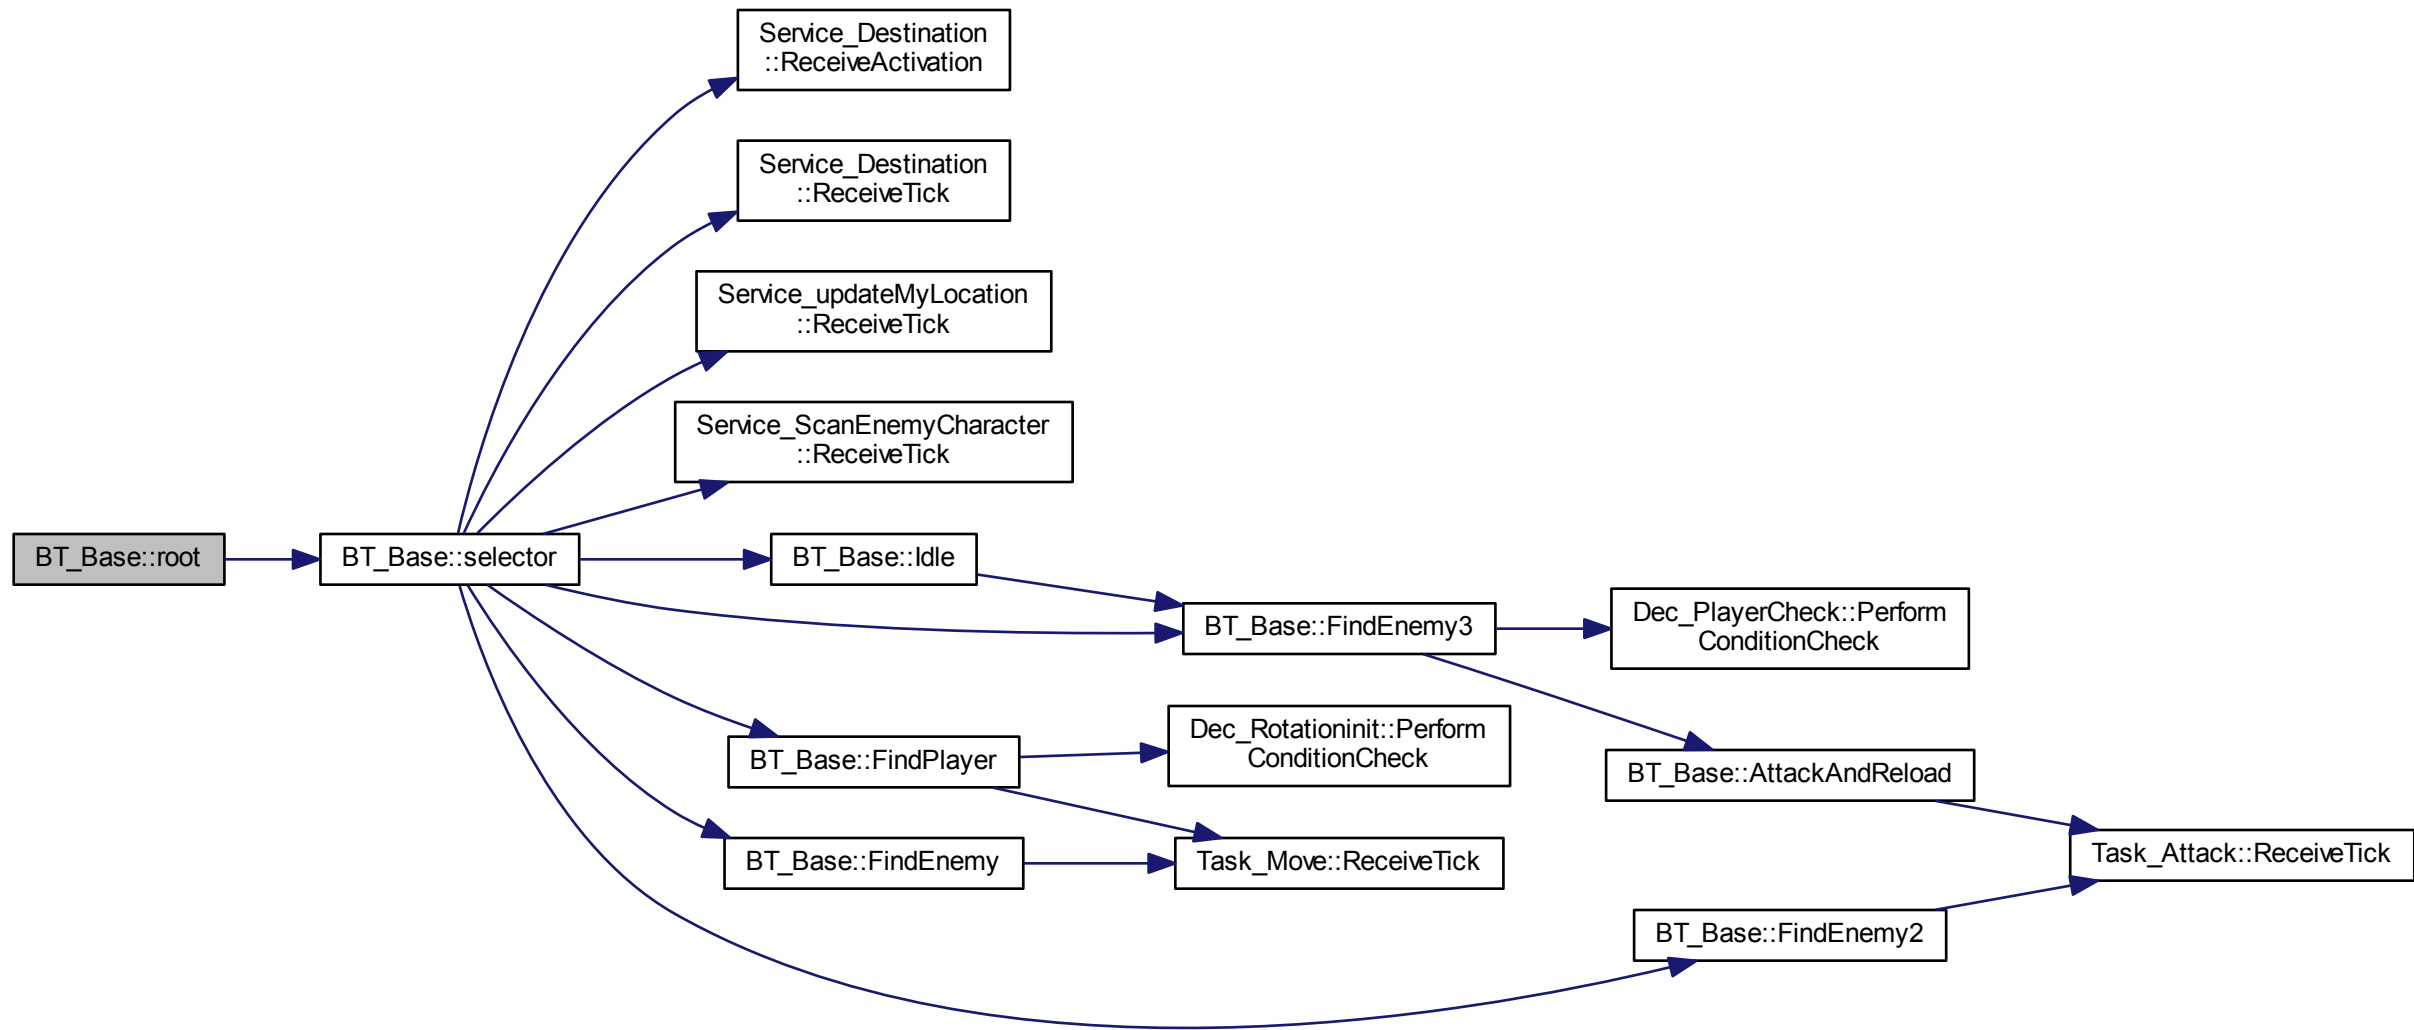 Service_Destination
::ReceiveActivation
Service_Destination
::ReceiveTick
Service_updateMyLocation
::ReceiveTick
Service_ScanEnemyCharacter
::ReceiveTick
BT_Base::root
BT_Base::selector
BT_Base::Idle
BT_Base::FindEnemy3
Dec_PlayerCheck::Perform
ConditionCheck
BT_Base::FindPlayer
Dec_Rotationinit::Perform
ConditionCheck
BT_Base::AttackAndReload
BT_Base::FindEnemy
Task_Move::ReceiveTick
Task_Attack::ReceiveTick
BT_Base::FindEnemy2